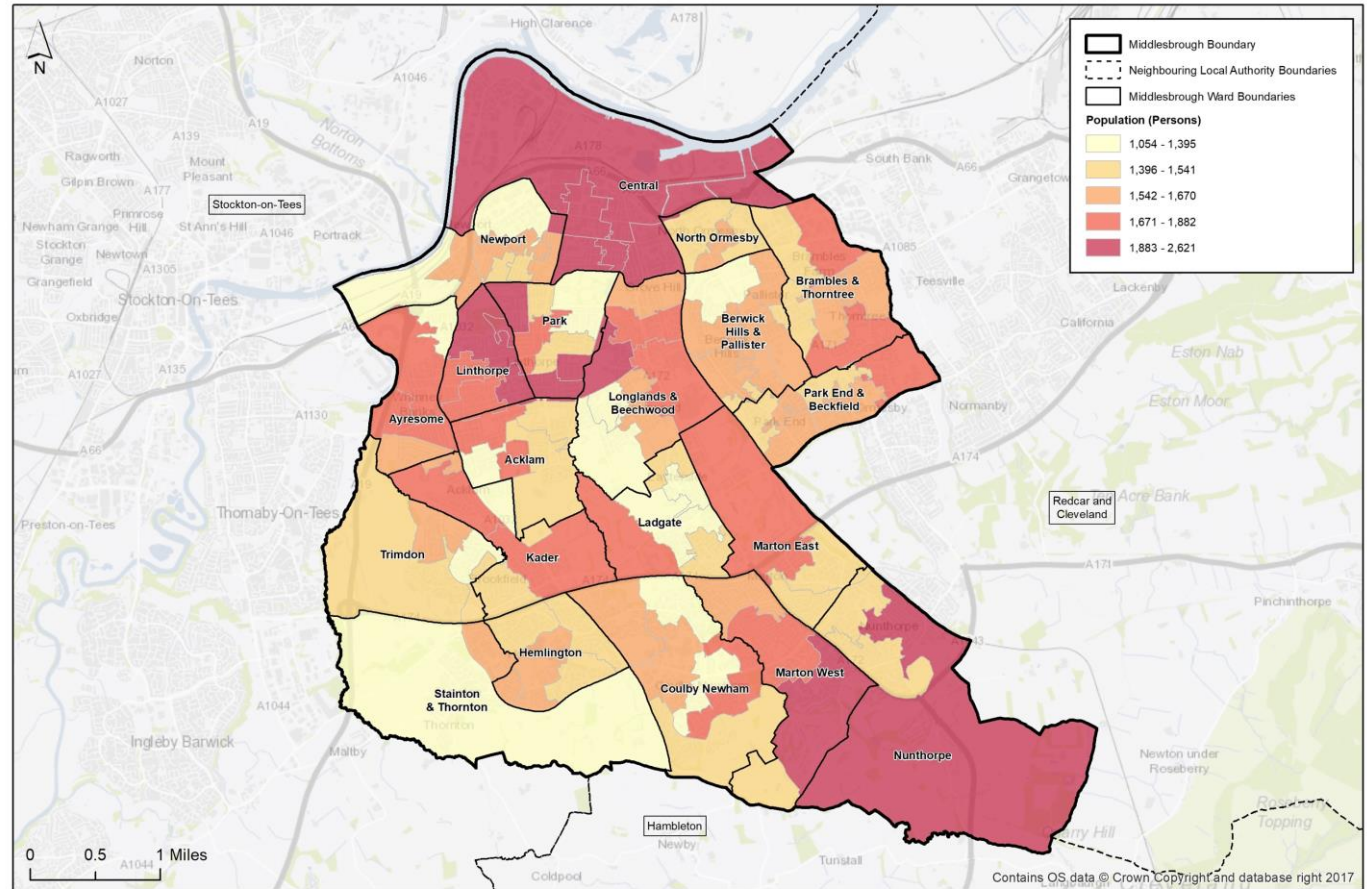 N
High Clarence
A178
Norton
A1046
A1027
Norton
Bottoms
A139
A19
Ragworth
Gilpin Brown
A177
Mount
Pleasant
Primrose
Hill
Newham Grange
St Ann's Hill
A1046
Stockton-on-Tees
Stockton
Grange
Newtown
Portrack
Grangefield
A1305
Oxbridge
Stockton-On-Tees
A1027
A135
A1130
A66
Preston-on-Tees
Thornaby-On-Tees
A1044
Ingleby Barwick
Maltby
A1044
Coldpool
Hambleton
Newby
Tunstall
A178
A66
South Bank
A66
Grangetown
A1085
Teesville
Lackenby
California
Eston Nab
Eston Moor
Normanby
A174
Redcar and
Cleveland
A171
Pinchinthorpe
Newton under
Roseberry
Roseberry
Topping
Central
Newport
North Ormesby
Brambles &
Thorntree
Park
Berwick
Hills &
Pallister
Linthorpe
Longlands &
Beechwood
Park End &
Beckfield
Ayresome
Acklam
Ladgate
Trimdon
Kader
Marton East
Hemlington
Coulby Newham
Marton West
Stainton
& Thornton
Thornton
Nunthorpe
Middlesbrough Boundary
Neighbouring Local Authority Boundaries
Middlesbrough Ward Boundaries
Population (Persons)
1,054 - 1,395
1,396 - 1,541
1,542 - 1,670
1,671 - 1,882
1,883 - 2,621
0 0.5 1 Miles
Contains OS data © Crown Copyright and database right 2017